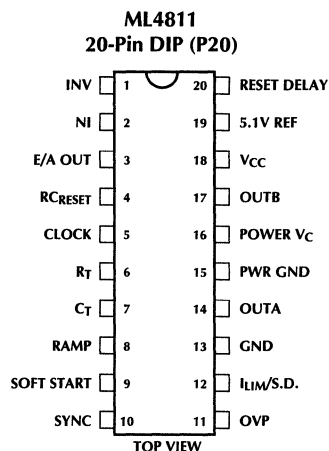 ML4811
20-Pin DIP (P20)
INV 1 20 RESET DELAY
NI 2 19 5.1V REF
E/A OUT 3 18 VCC
RCRESET 4 17 OUTB
CLOCK 5 16 POWER VC
RT 6 15 PWR GND
CT 7 14 OUTA
RAMP 8 13 GND
SOFT START 9 12 ILIM/S.D.
SYNC 10 11 OVP
TOP VIEW